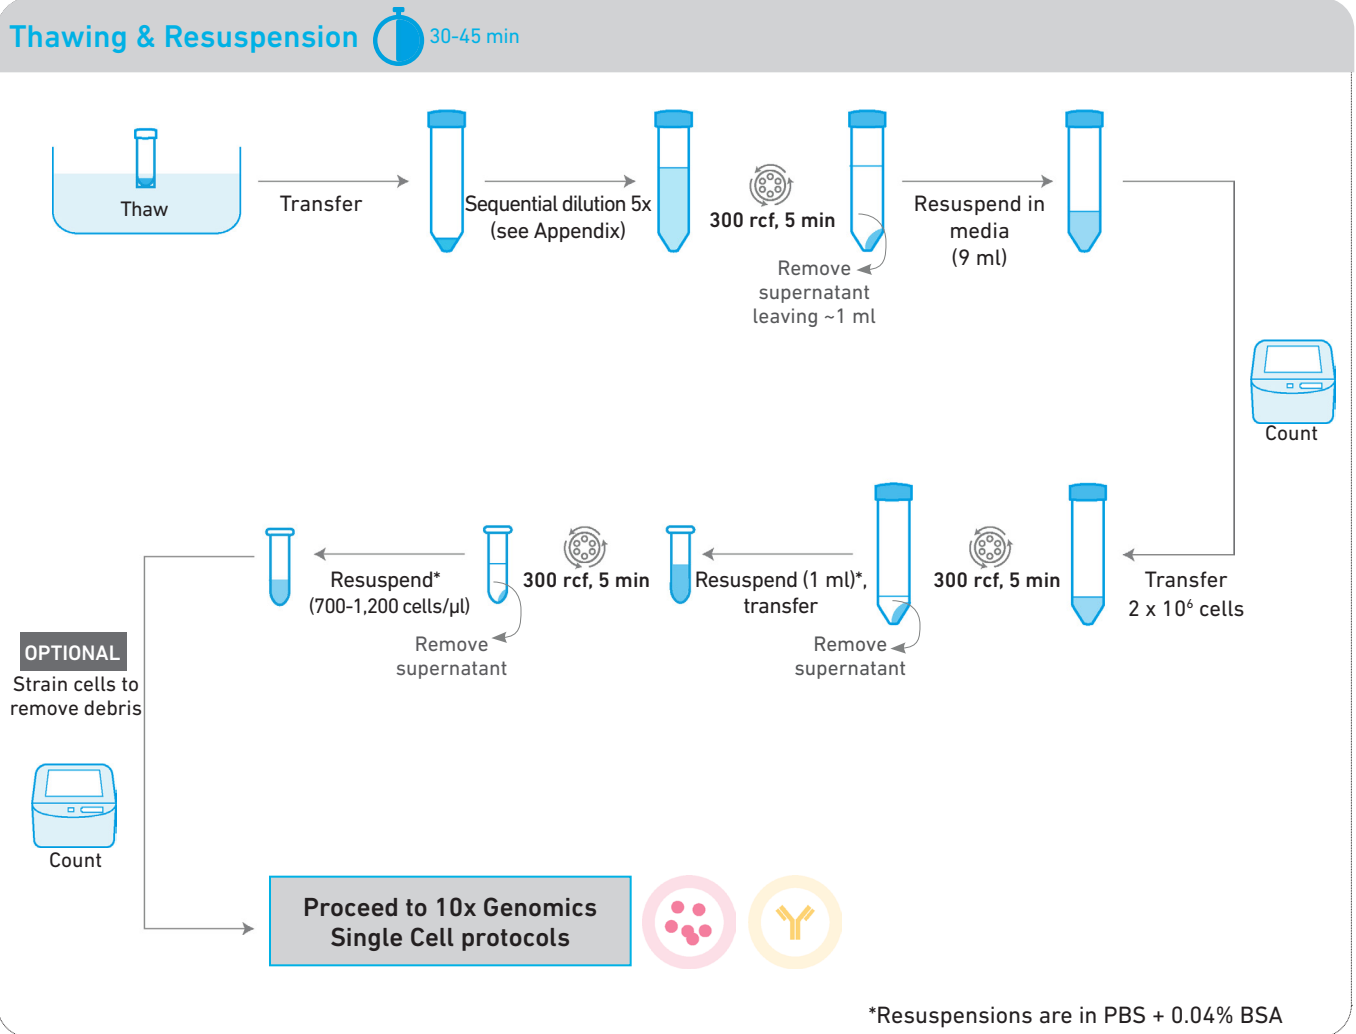 Thawing & Resuspension
30-45 min
Thaw
Transfer
Sequential dilution 5x
(see Appendix)
300 rcf, 5 min
Remove
supernatant
leaving ~1 ml
Resuspend in
media
(9 ml)
Count
Transfer
2 x 10⁶ cells
300 rcf, 5 min
Remove
supernatant
Resuspend (1 ml)*,
transfer
300 rcf, 5 min
Remove
supernatant
Resuspend*
(700-1,200 cells/µl)
OPTIONAL
Strain cells to
remove debris
Count
Proceed to 10x Genomics
Single Cell protocols
*Resuspensions are in PBS + 0.04% BSA